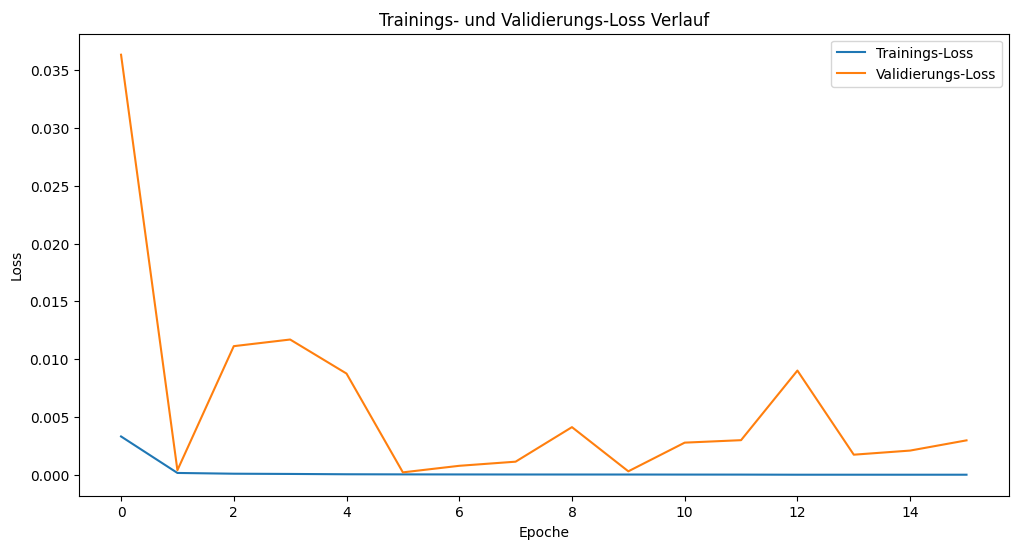 Trainings- und Validierungs-Loss Verlauf
Trainings-Loss
Validierungs-Loss
0.035
0.030
0.025
0.020
0.015
0.010
0.005
0.000
Loss
0 2 4 6 8 10 12 14
Epoche